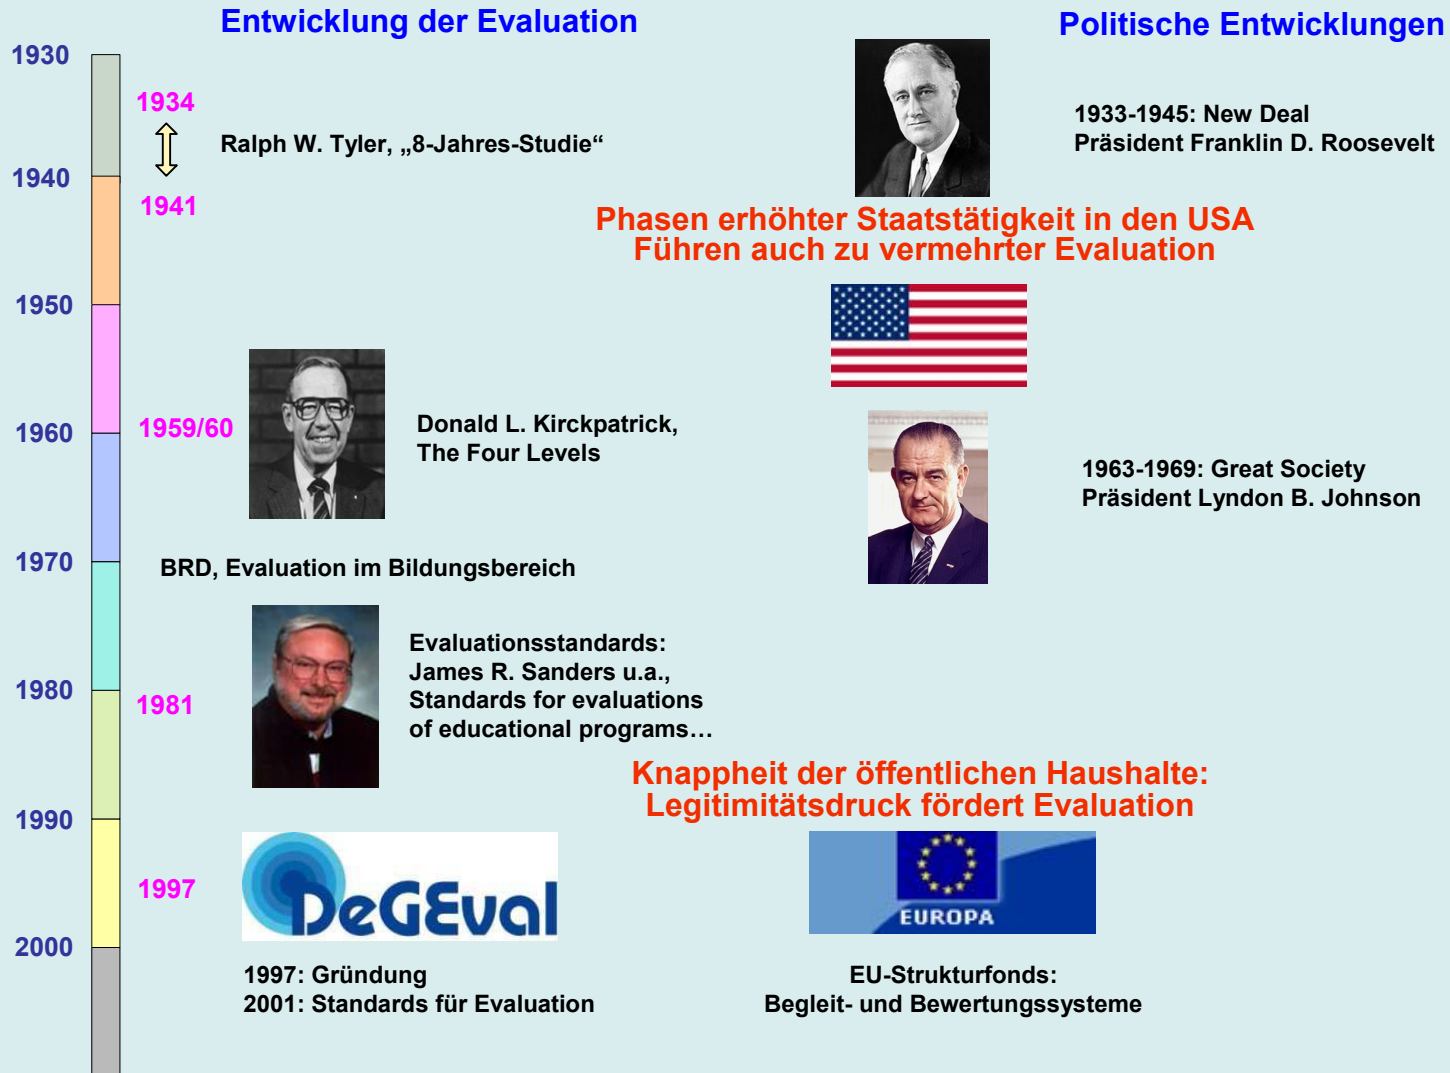 Entwicklung der Evaluation
Politische Entwicklungen
1930
1934
Ralph W. Tyler, „8-Jahres-Studie“
1933-1945: New Deal
Präsident Franklin D. Roosevelt
1940
1941
Phasen erhöhter Staatstätigkeit in den USA
Führen auch zu vermehrter Evaluation
1950
1959/60
1960
Donald L. Kirckpatrick,
The Four Levels
1963-1969: Great Society
Präsident Lyndon B. Johnson
1970
BRD, Evaluation im Bildungsbereich
Evaluationsstandards:
James R. Sanders u.a.,
Standards for evaluations
of educational programs…
1980
1981
Knappheit der öffentlichen Haushalte:
Legitimitätsdruck fördert Evaluation
1990
1997
DeGEval
EUROPA
2000
1997: Gründung
2001: Standards für Evaluation
EU-Strukturfonds:
Begleit- und Bewertungssysteme